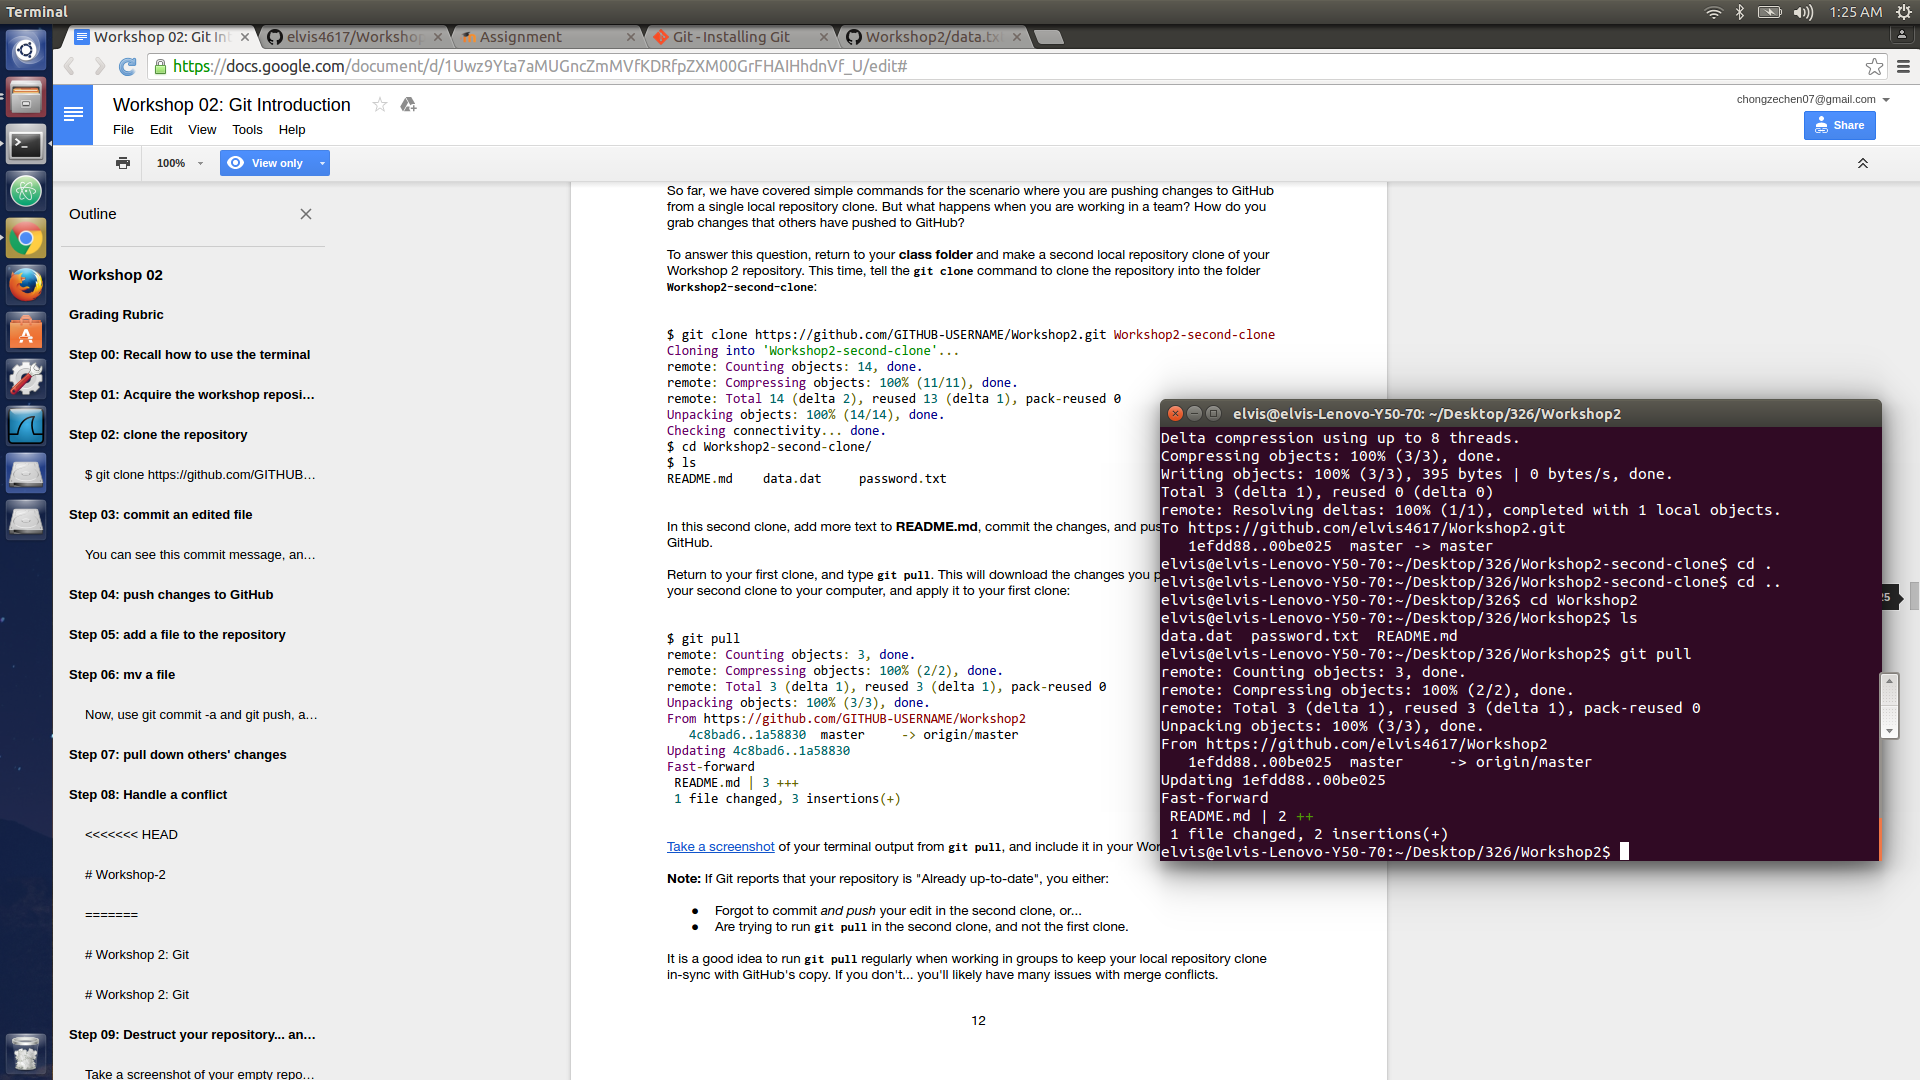 Terminal
1:25 AM
Workshop 02: Git Int
elvis4617/Workshop
Assignment
Git - Installing Git
Workshop2/data.tx
https://docs.google.com/document/d/1Uwz9Yta7aMUGncZmMVfKDRfpZXM00GrFHAIHhdnVf_U/edit#
Workshop 02: Git Introduction
chongzechen07@gmail.com
File Edit View Tools Help
Share
100%
View only
Outline
Workshop 02
Grading Rubric
Step 00: Recall how to use the terminal
Step 01: Acquire the workshop reposi...
Step 02: clone the repository
$ git clone https://github.com/GITHUB...
Step 03: commit an edited file
You can see this commit message, an...
Step 04: push changes to GitHub
Step 05: add a file to the repository
Step 06: mv a file
Now, use git commit -a and git push, a...
Step 07: pull down others' changes
Step 08: Handle a conflict
<<<<<<< HEAD
# Workshop-2
=======
# Workshop 2: Git
# Workshop 2: Git
Step 09: Destruct your repository... an...
Take a screenshot of your empty repo...
So far, we have covered simple commands for the scenario where you are pushing changes to GitHub
from a single local repository clone. But what happens when you are working in a team? How do you
grab changes that others have pushed to GitHub?
To answer this question, return to your class folder and make a second local repository clone of your
Workshop 2 repository. This time, tell the git clone command to clone the repository into the folder
Workshop2-second-clone:
$ git clone https://github.com/GITHUB-USERNAME/Workshop2.git Workshop2-second-clone
Cloning into 'Workshop2-second-clone'...
remote: Counting objects: 14, done.
remote: Compressing objects: 100% (11/11), done.
remote: Total 14 (delta 2), reused 13 (delta 1), pack-reused 0
Unpacking objects: 100% (14/14), done.
Checking connectivity... done.
$ cd Workshop2-second-clone/
$ ls
README.md data.dat password.txt
In this second clone, add more text to README.md, commit the changes, and pus
GitHub.
Return to your first clone, and type git pull. This will download the changes you p
your second clone to your computer, and apply it to your first clone:
$ git pull
remote: Counting objects: 3, done.
remote: Compressing objects: 100% (2/2), done.
remote: Total 3 (delta 1), reused 3 (delta 1), pack-reused 0
Unpacking objects: 100% (3/3), done.
From https://github.com/GITHUB-USERNAME/Workshop2
4c8bad6..1a58830 master -> origin/master
Updating 4c8bad6..1a58830
Fast-forward
README.md | 3 +++
1 file changed, 3 insertions(+)
Take a screenshot of your terminal output from git pull, and include it in your Wor
Note: If Git reports that your repository is "Already up-to-date", you either:
● Forgot to commit and push your edit in the second clone, or...
● Are trying to run git pull in the second clone, and not the first clone.
It is a good idea to run git pull regularly when working in groups to keep your local repository clone
in-sync with GitHub's copy. If you don't... you'll likely have many issues with merge conflicts.
12
elvis@elvis-Lenovo-Y50-70: ~/Desktop/326/Workshop2
Delta compression using up to 8 threads.
Compressing objects: 100% (3/3), done.
Writing objects: 100% (3/3), 395 bytes | 0 bytes/s, done.
Total 3 (delta 1), reused 0 (delta 0)
remote: Resolving deltas: 100% (1/1), completed with 1 local objects.
To https://github.com/elvis4617/Workshop2.git
1efdd88..00be025 master -> master
elvis@elvis-Lenovo-Y50-70:~/Desktop/326/Workshop2-second-clone$ cd .
elvis@elvis-Lenovo-Y50-70:~/Desktop/326/Workshop2-second-clone$ cd ..
elvis@elvis-Lenovo-Y50-70:~/Desktop/326$ cd Workshop2
elvis@elvis-Lenovo-Y50-70:~/Desktop/326/Workshop2$ ls
data.dat password.txt README.md
elvis@elvis-Lenovo-Y50-70:~/Desktop/326/Workshop2$ git pull
remote: Counting objects: 3, done.
remote: Compressing objects: 100% (2/2), done.
remote: Total 3 (delta 1), reused 3 (delta 1), pack-reused 0
Unpacking objects: 100% (3/3), done.
From https://github.com/elvis4617/Workshop2
1efdd88..00be025 master -> origin/master
Updating 1efdd88..00be025
Fast-forward
README.md | 2 ++
1 file changed, 2 insertions(+)
elvis@elvis-Lenovo-Y50-70:~/Desktop/326/Workshop2$